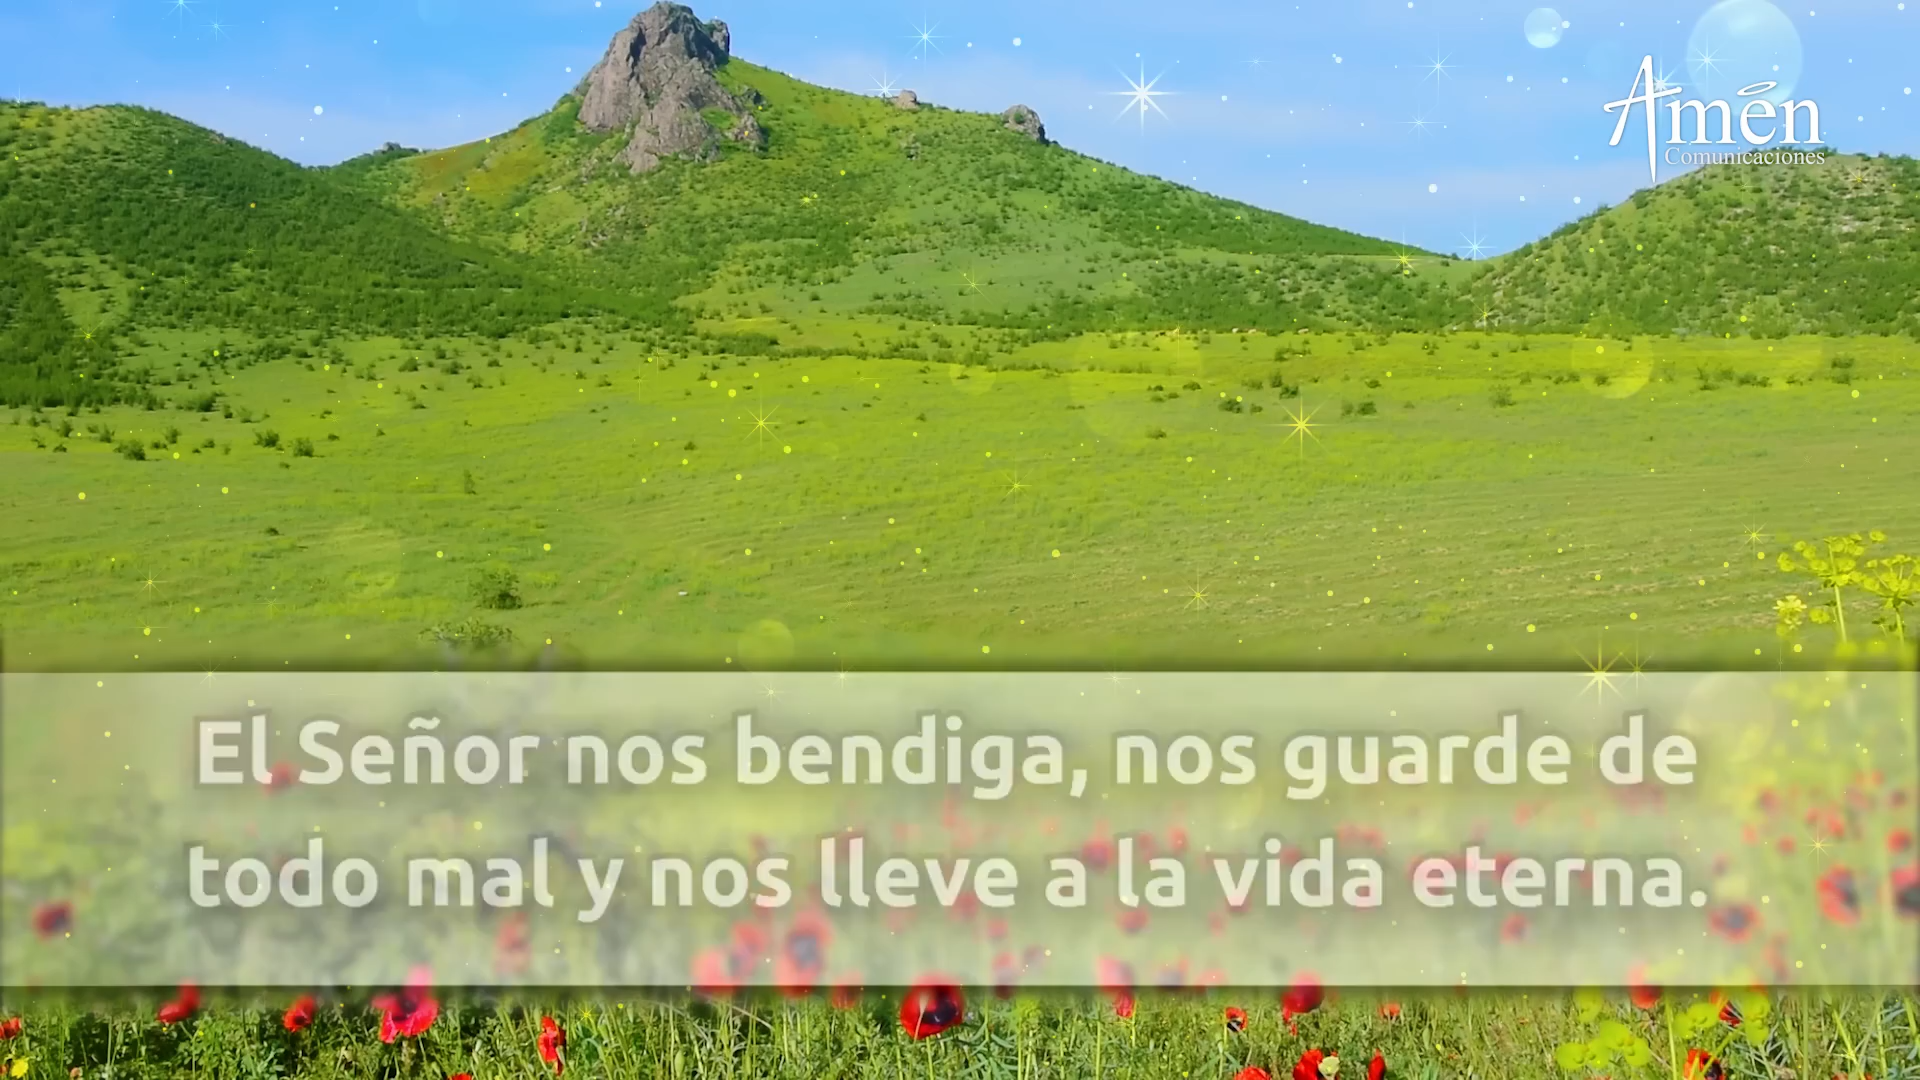 Amén
Comunicaciones
El Señor nos bendiga, nos guarde de
todo mal y nos lleve a la vida eterna.